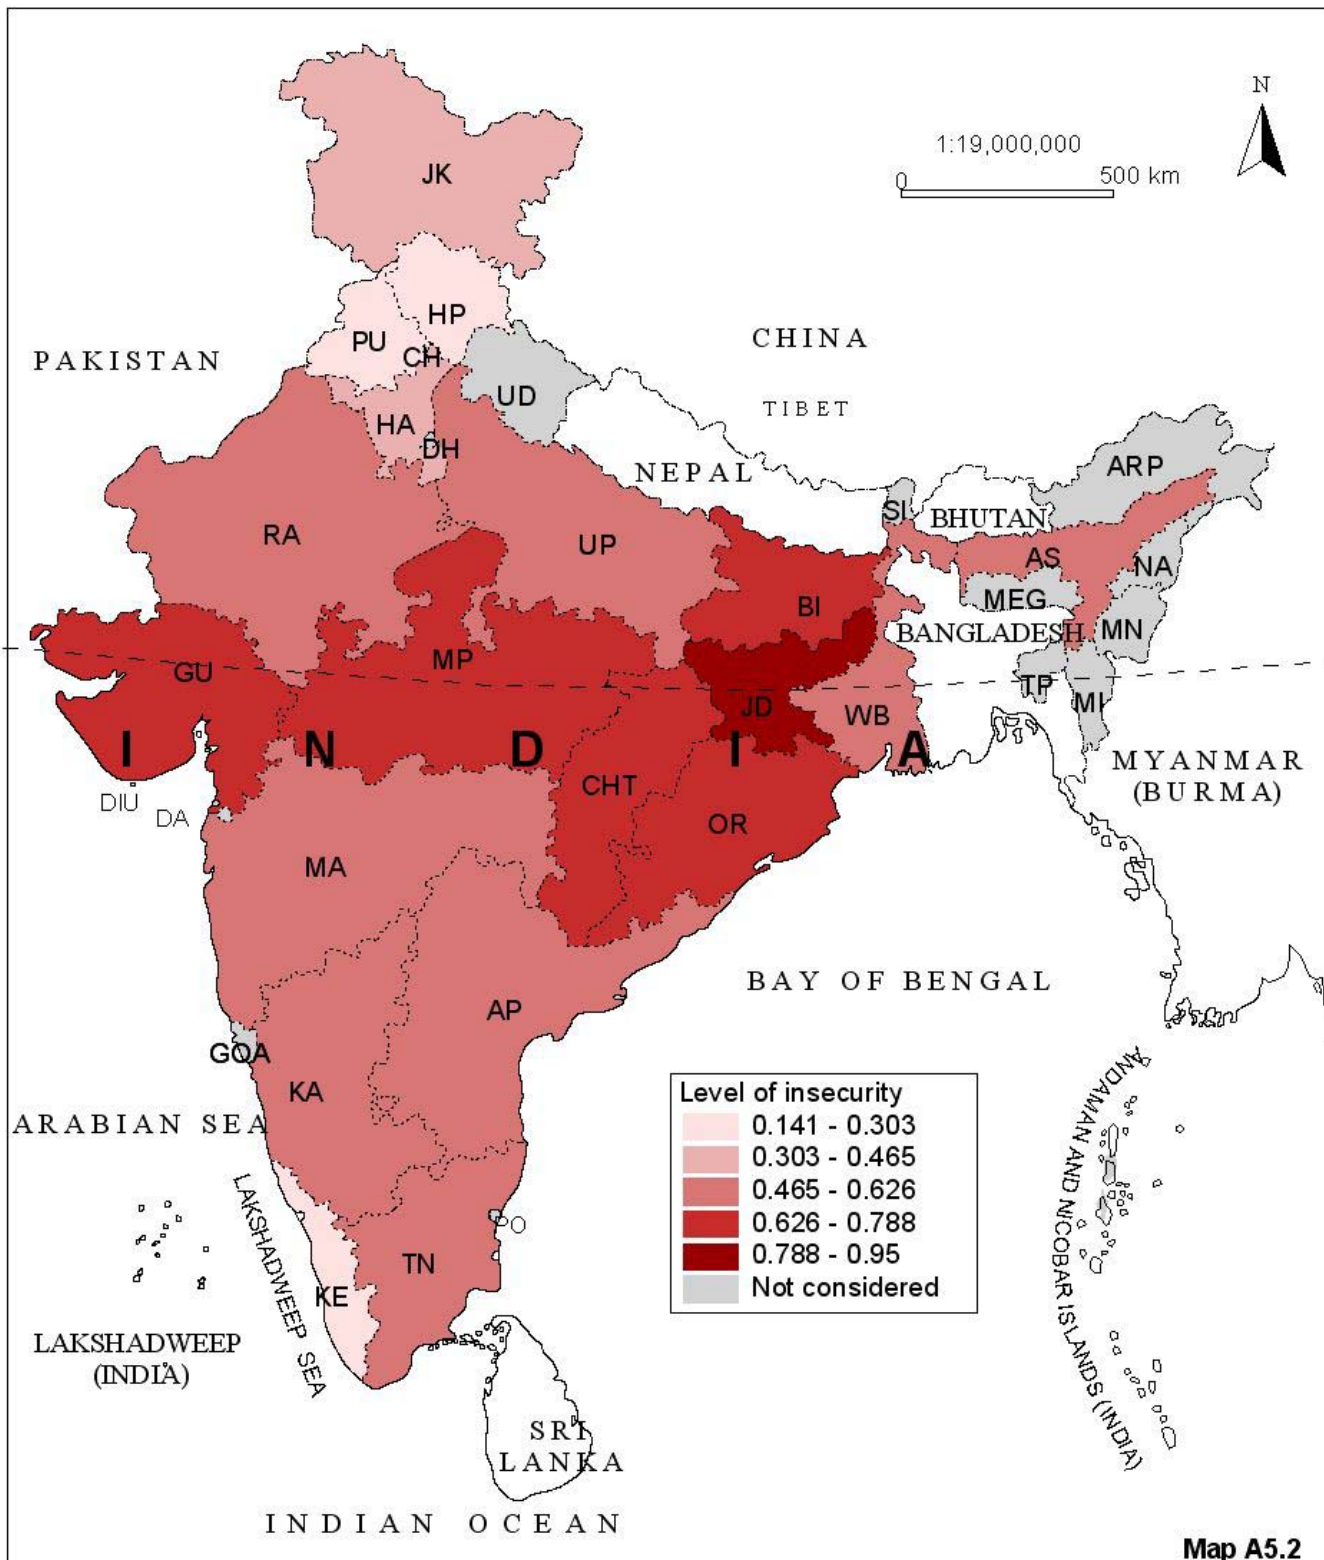 N
1:19,000,000
0
500 km
JK
HP
PU
CH
CHINA
PAKISTAN
UD
TIBET
HA
DH
NEPAL
ARP
SI
BHUTAN
RA
UP
AS
NA
MEG
BI
BANGLADESH
MN
MP
GU
TP
MI
JD
WB
I N D I A
MYANMAR
(BURMA)
CHT
DIU
DA
OR
MA
BAY OF BENGAL
AP
GOA
KA
ARABIAN SEA
Level of insecurity
0.141 - 0.303
0.303 - 0.465
0.465 - 0.626
0.626 - 0.788
0.788 - 0.95
Not considered
ANDAMAN AND NICOBAR ISLANDS (INDIA)
LAKSHADWEEP SEA
PO
TN
KE
LAKSHADWEEP
(INDIA)
SRI
LANKA
INDIAN OCEAN
Map A5.2